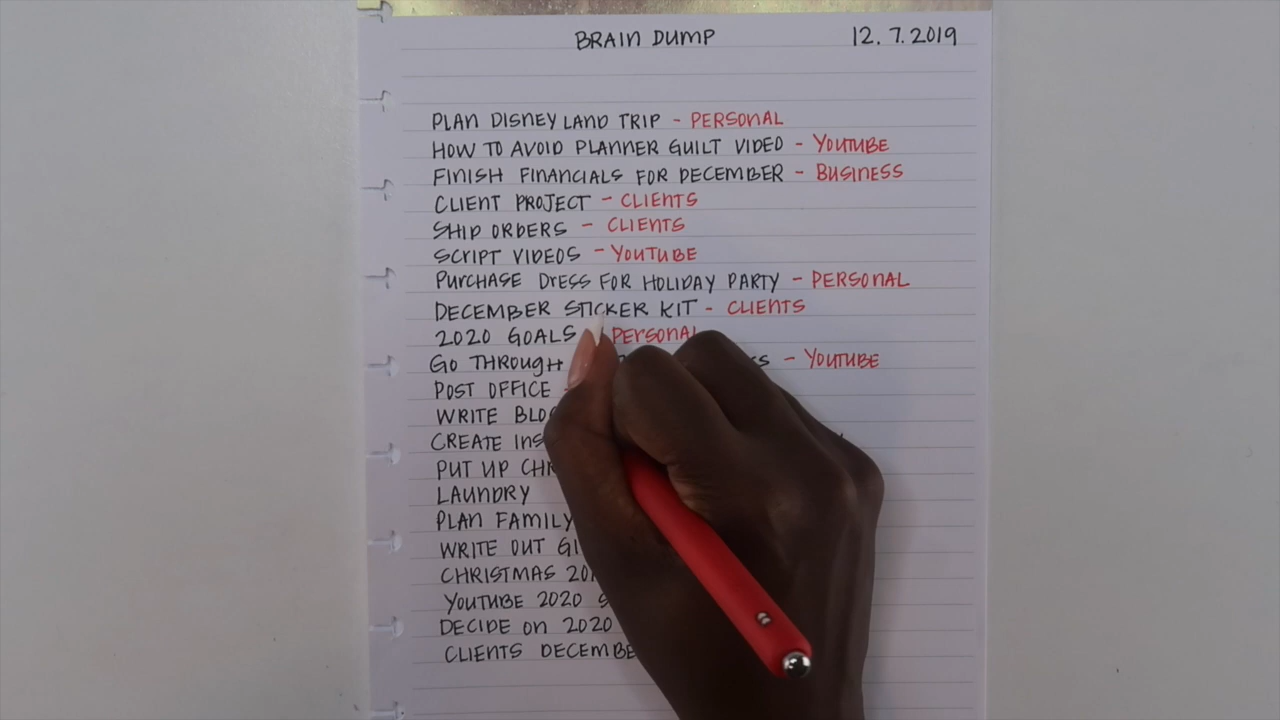 BRAIN DUMP 12.7.2019
PLAN DISNEYLAND TRIP - PERSONAL
HOW TO AVOID PLANNER GUILT VIDEO - YOUTUBE
FINISH FINANCIALS FOR DECEMBER - BUSINESS
CLIENT PROJECT - CLIENTS
SHIP ORDERS - CLIENTS
SCRIPT VIDEOS - YOUTUBE
PURCHASE DRESS FOR HOLIDAY PARTY - PERSONAL
DECEMBER STICKER KIT - CLIENTS
2020 GOALS PERSONAL
GO THROUGH - YOUTUBE
POST OFFICE -
WRITE
CREATE
PUT UP
LAUNDRY
PLAN FAMILY
WRITE OUT
CHRISTMAS
YOUTUBE 2020
DECIDE ON 2020
CLIENTS